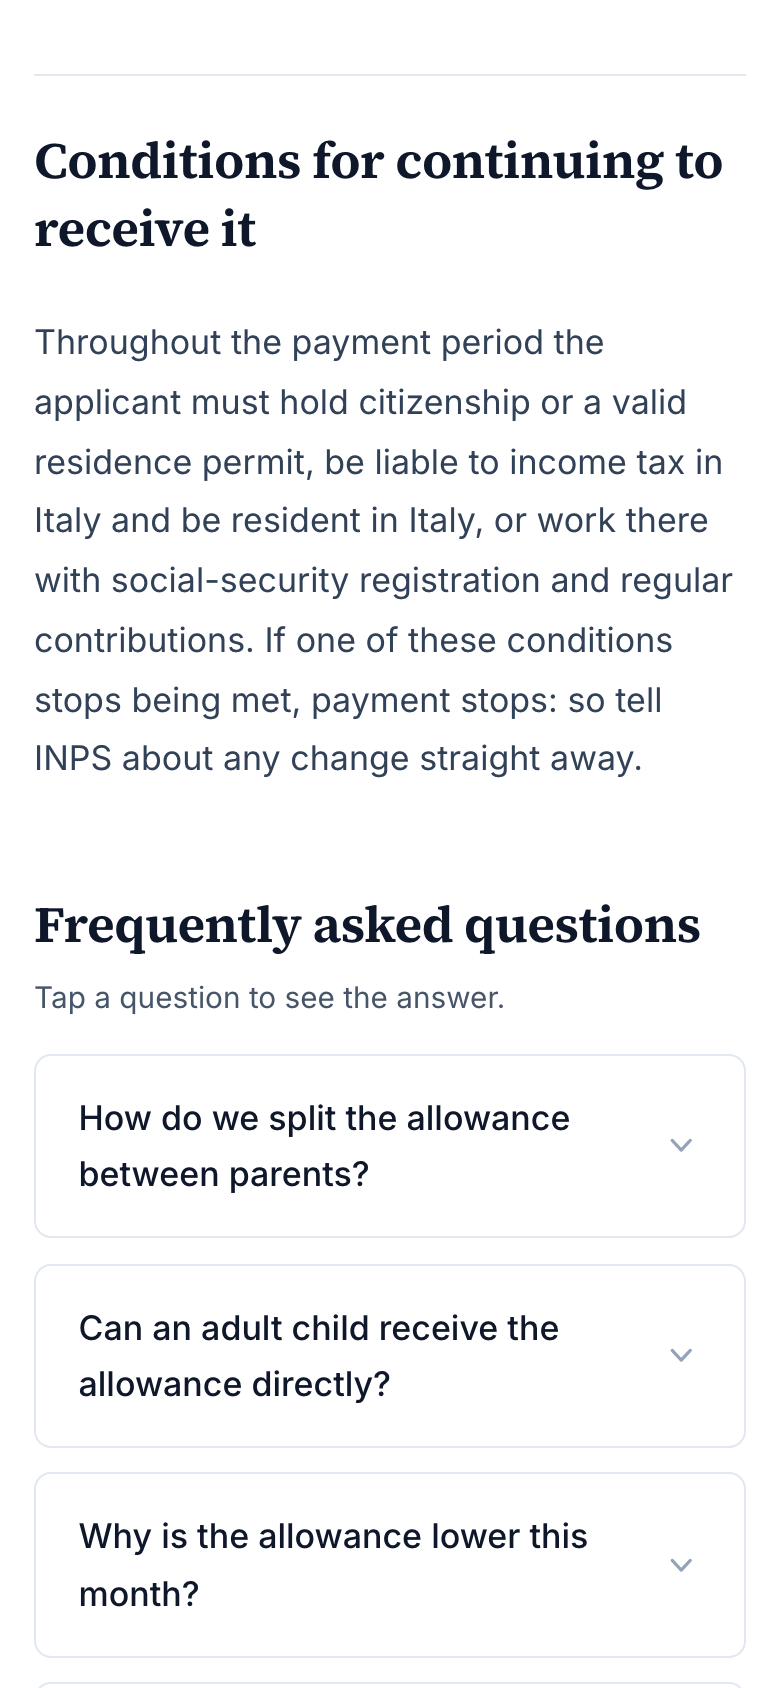 Conditions for continuing to
receive it
Throughout the payment period the
applicant must hold citizenship or a valid
residence permit, be liable to income tax in
Italy and be resident in Italy, or work there
with social-security registration and regular
contributions. If one of these conditions
stops being met, payment stops: so tell
INPS about any change straight away.
Frequently asked questions
Tap a question to see the answer.
How do we split the allowance
between parents?
Can an adult child receive the
allowance directly?
Why is the allowance lower this
month?